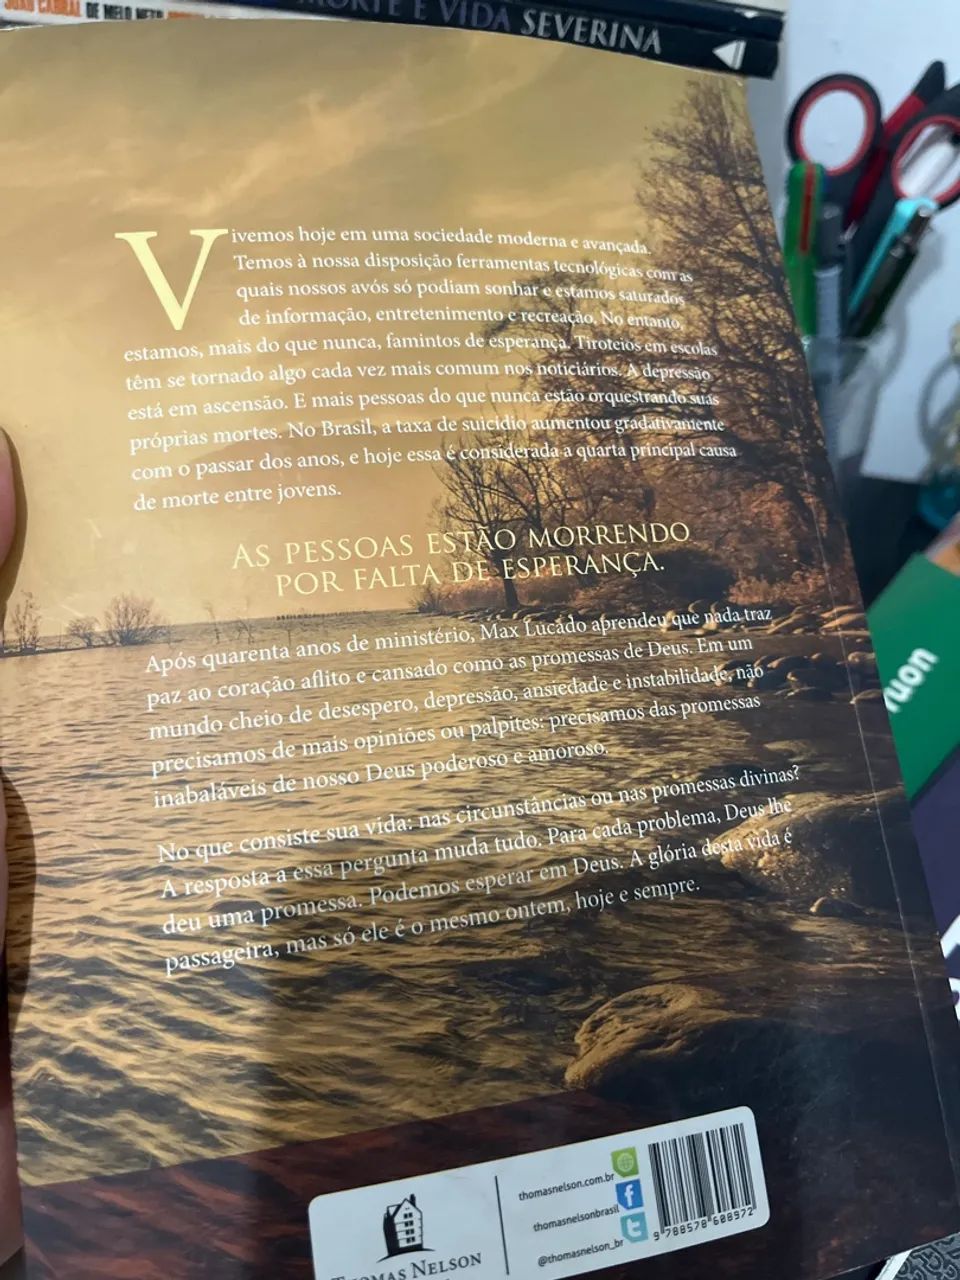 JOÃO CABRAL DE MELO NETO
MORTE E VIDA SEVERINA
Vivemos hoje em uma sociedade moderna e avançada.
Temos à nossa disposição ferramentas tecnológicas com as
quais nossos avós só podiam sonhar e estamos saturados
de informação, entretenimento e recreação. No entanto,
estamos, mais do que nunca, famintos de esperança. Tiroteios em escolas
têm se tornado algo cada vez mais comum nos noticiários. A depressão
está em ascensão. E mais pessoas do que nunca estão orquestrando suas
próprias mortes. No Brasil, a taxa de suicídio aumentou gradativamente
com o passar dos anos, e hoje essa é considerada a quarta principal causa
de morte entre jovens.
AS PESSOAS ESTÃO MORRENDO
POR FALTA DE ESPERANÇA.
Após quarenta anos de ministério, Max Lucado aprendeu que nada traz
paz ao coração aflito e cansado como as promessas de Deus. Em um
mundo cheio de desespero, depressão, ansiedade e instabilidade, não
precisamos de mais opiniões ou palpites: precisamos das promessas
inabaláveis de nosso Deus poderoso e amoroso.
No que consiste sua vida: nas circunstâncias ou nas promessas divinas?
A resposta a essa pergunta muda tudo. Para cada problema, Deus lhe
deu uma promessa. Podemos esperar em Deus. A glória desta vida é
passageira, mas só ele é o mesmo ontem, hoje e sempre.
THOMAS NELSON
thomasnelson.com.br
thomasnelsonbrasil
@thomasnelson_br
9 788578 608972